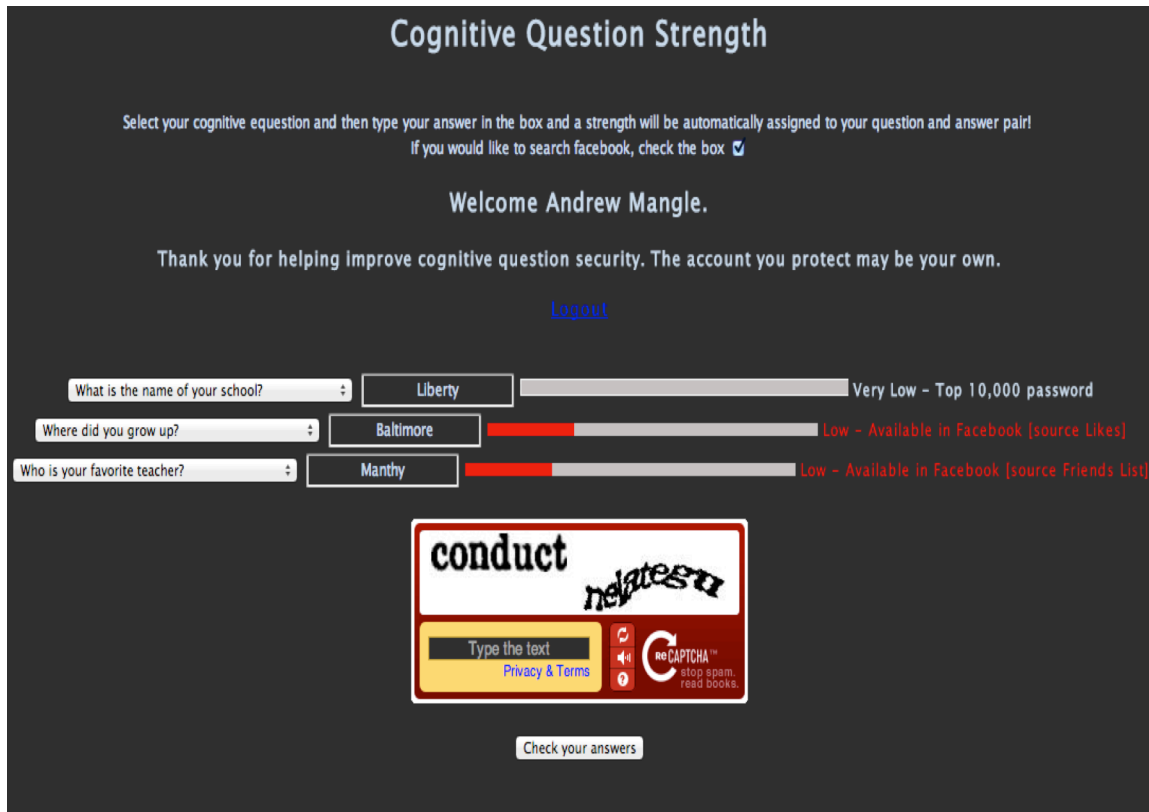 Cognitive Question Strength
Select your cognitive equestion and then type your answer in the box and a strength will be automatically assigned to your question and answer pair!
If you would like to search facebook, check the box
Welcome Andrew Mangle.
Thank you for helping improve cognitive question security. The account you protect may be your own.
Logout
What is the name of your school? Liberty Very Low – Top 10,000 password
Where did you grow up? Baltimore Low – Available in Facebook [source Likes]
Who is your favorite teacher? Manthy Low – Available in Facebook [source Friends List]
conduct
Type the text
Privacy & Terms
reCAPTCHA™
stop spam.
read books.
Check your answers